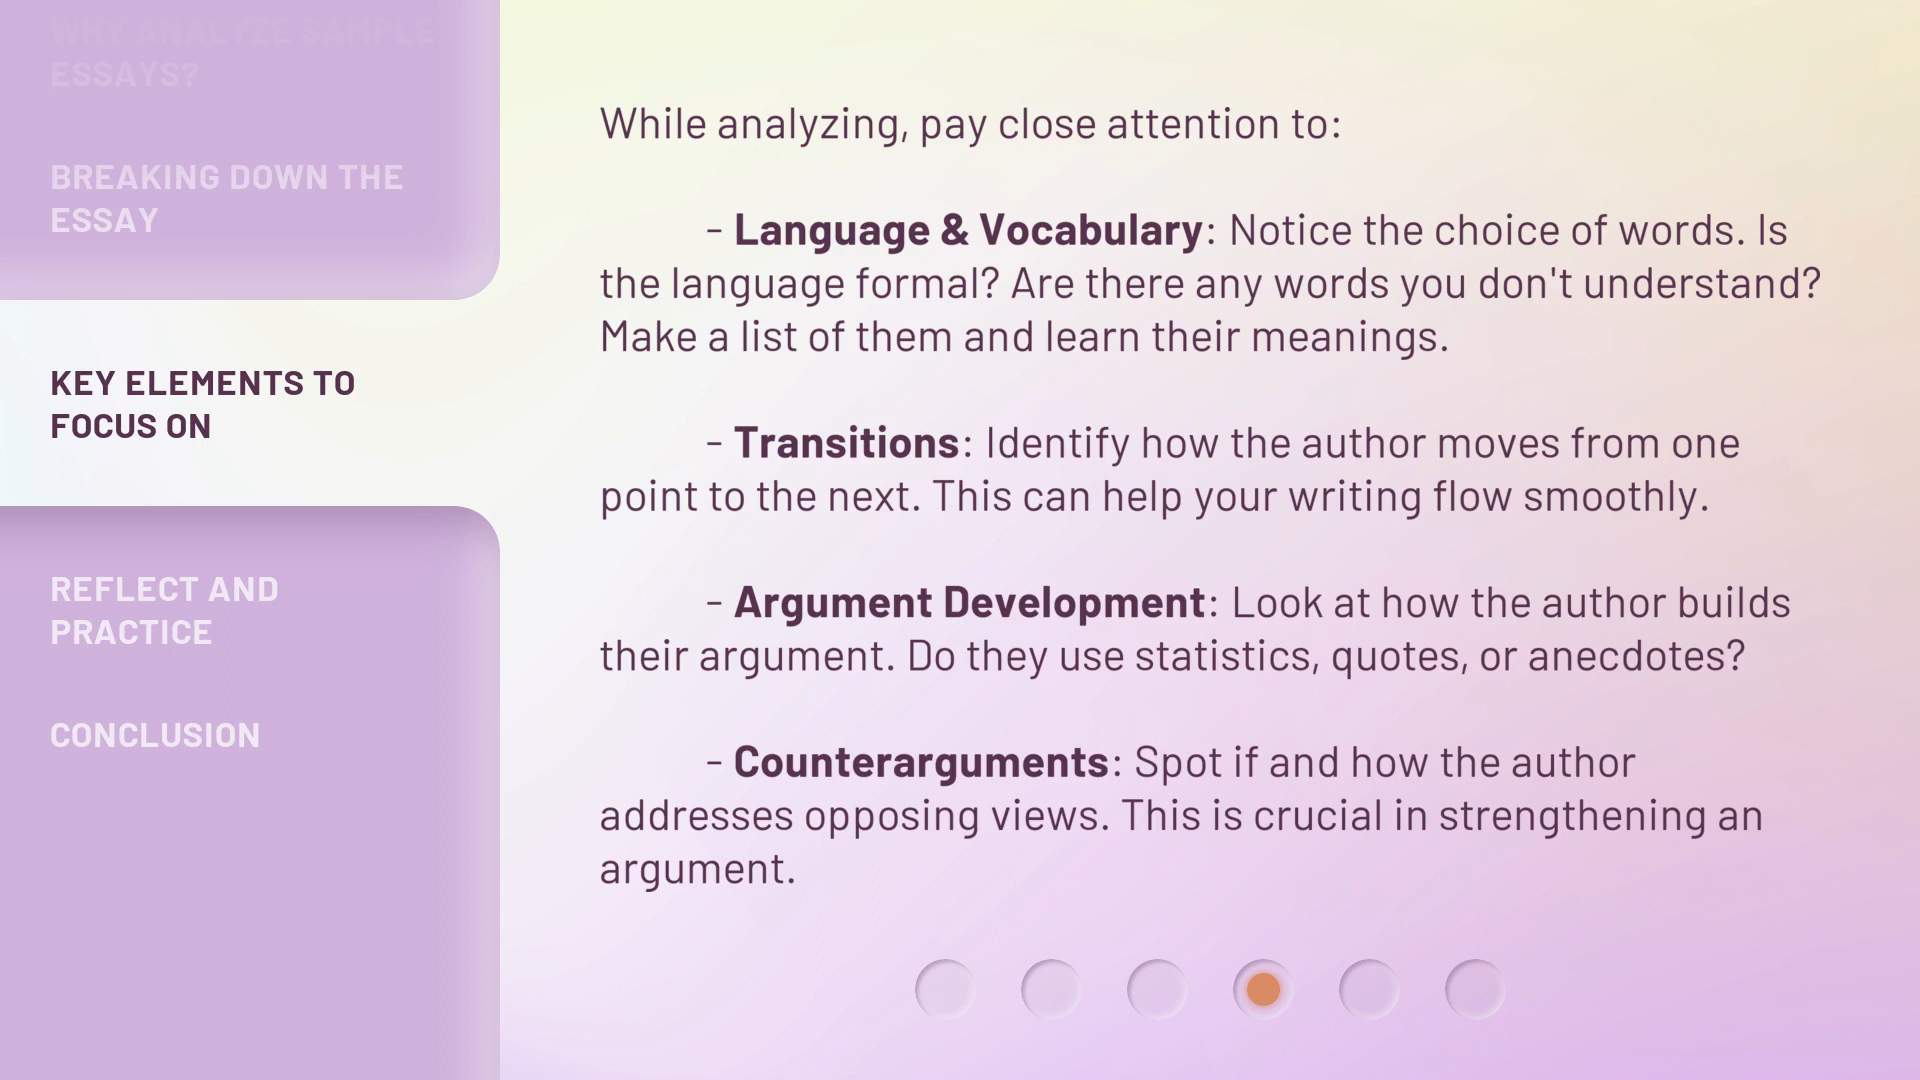 WHY ANALYZE SAMPLE
ESSAYS?
BREAKING DOWN THE
ESSAY
KEY ELEMENTS TO
FOCUS ON
REFLECT AND
PRACTICE
CONCLUSION
While analyzing, pay close attention to:
- Language & Vocabulary: Notice the choice of words. Is
the language formal? Are there any words you don't understand?
Make a list of them and learn their meanings.
- Transitions: Identify how the author moves from one
point to the next. This can help your writing flow smoothly.
- Argument Development: Look at how the author builds
their argument. Do they use statistics, quotes, or anecdotes?
- Counterarguments: Spot if and how the author
addresses opposing views. This is crucial in strengthening an
argument.